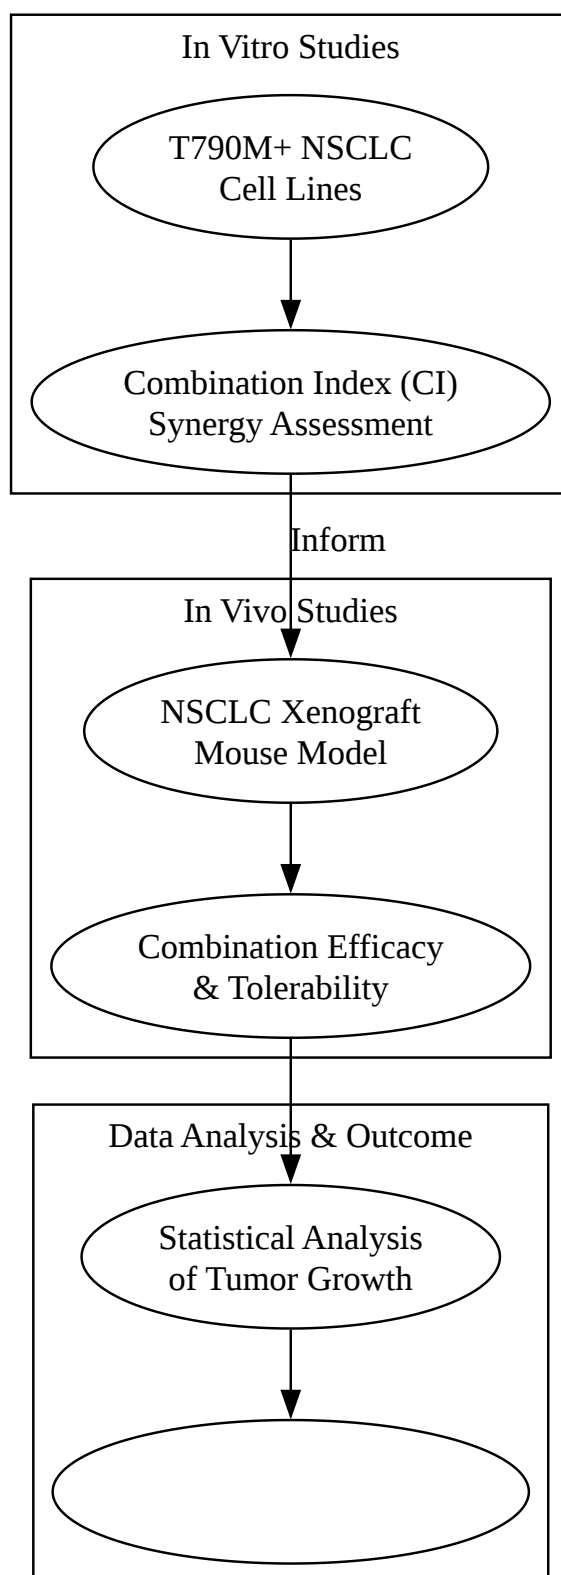 In Vitro Studies
T790M+ NSCLC
Cell Lines
Combination Index (CI)
Synergy Assessment
Inform
In Vivo Studies
NSCLC Xenograft
Mouse Model
Combination Efficacy
& Tolerability
Data Analysis & Outcome
Statistical Analysis
of Tumor Growth